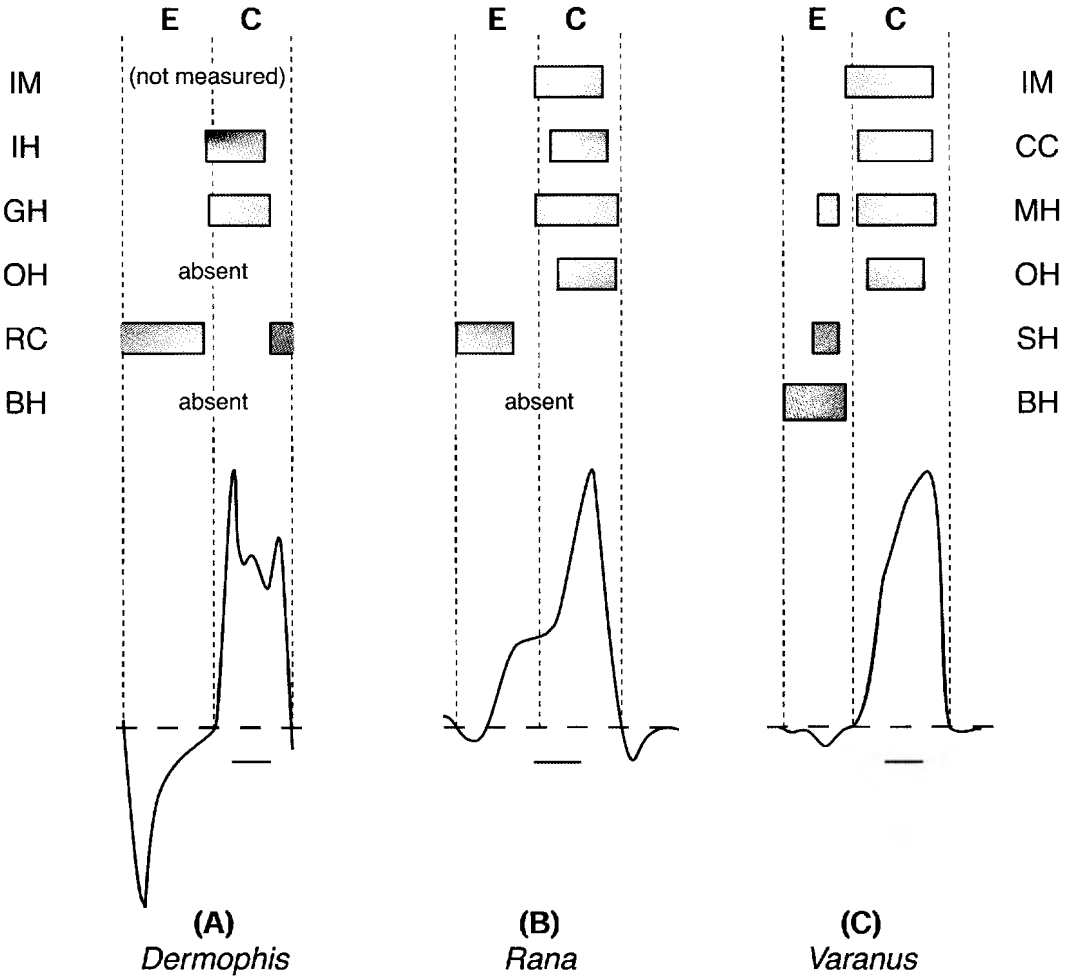 E C E C E C
IM (not measured) IM
IH CC
GH MH
OH absent OH
RC SH
BH absent absent BH
(A) (B) (C)
Dermophis Rana Varanus